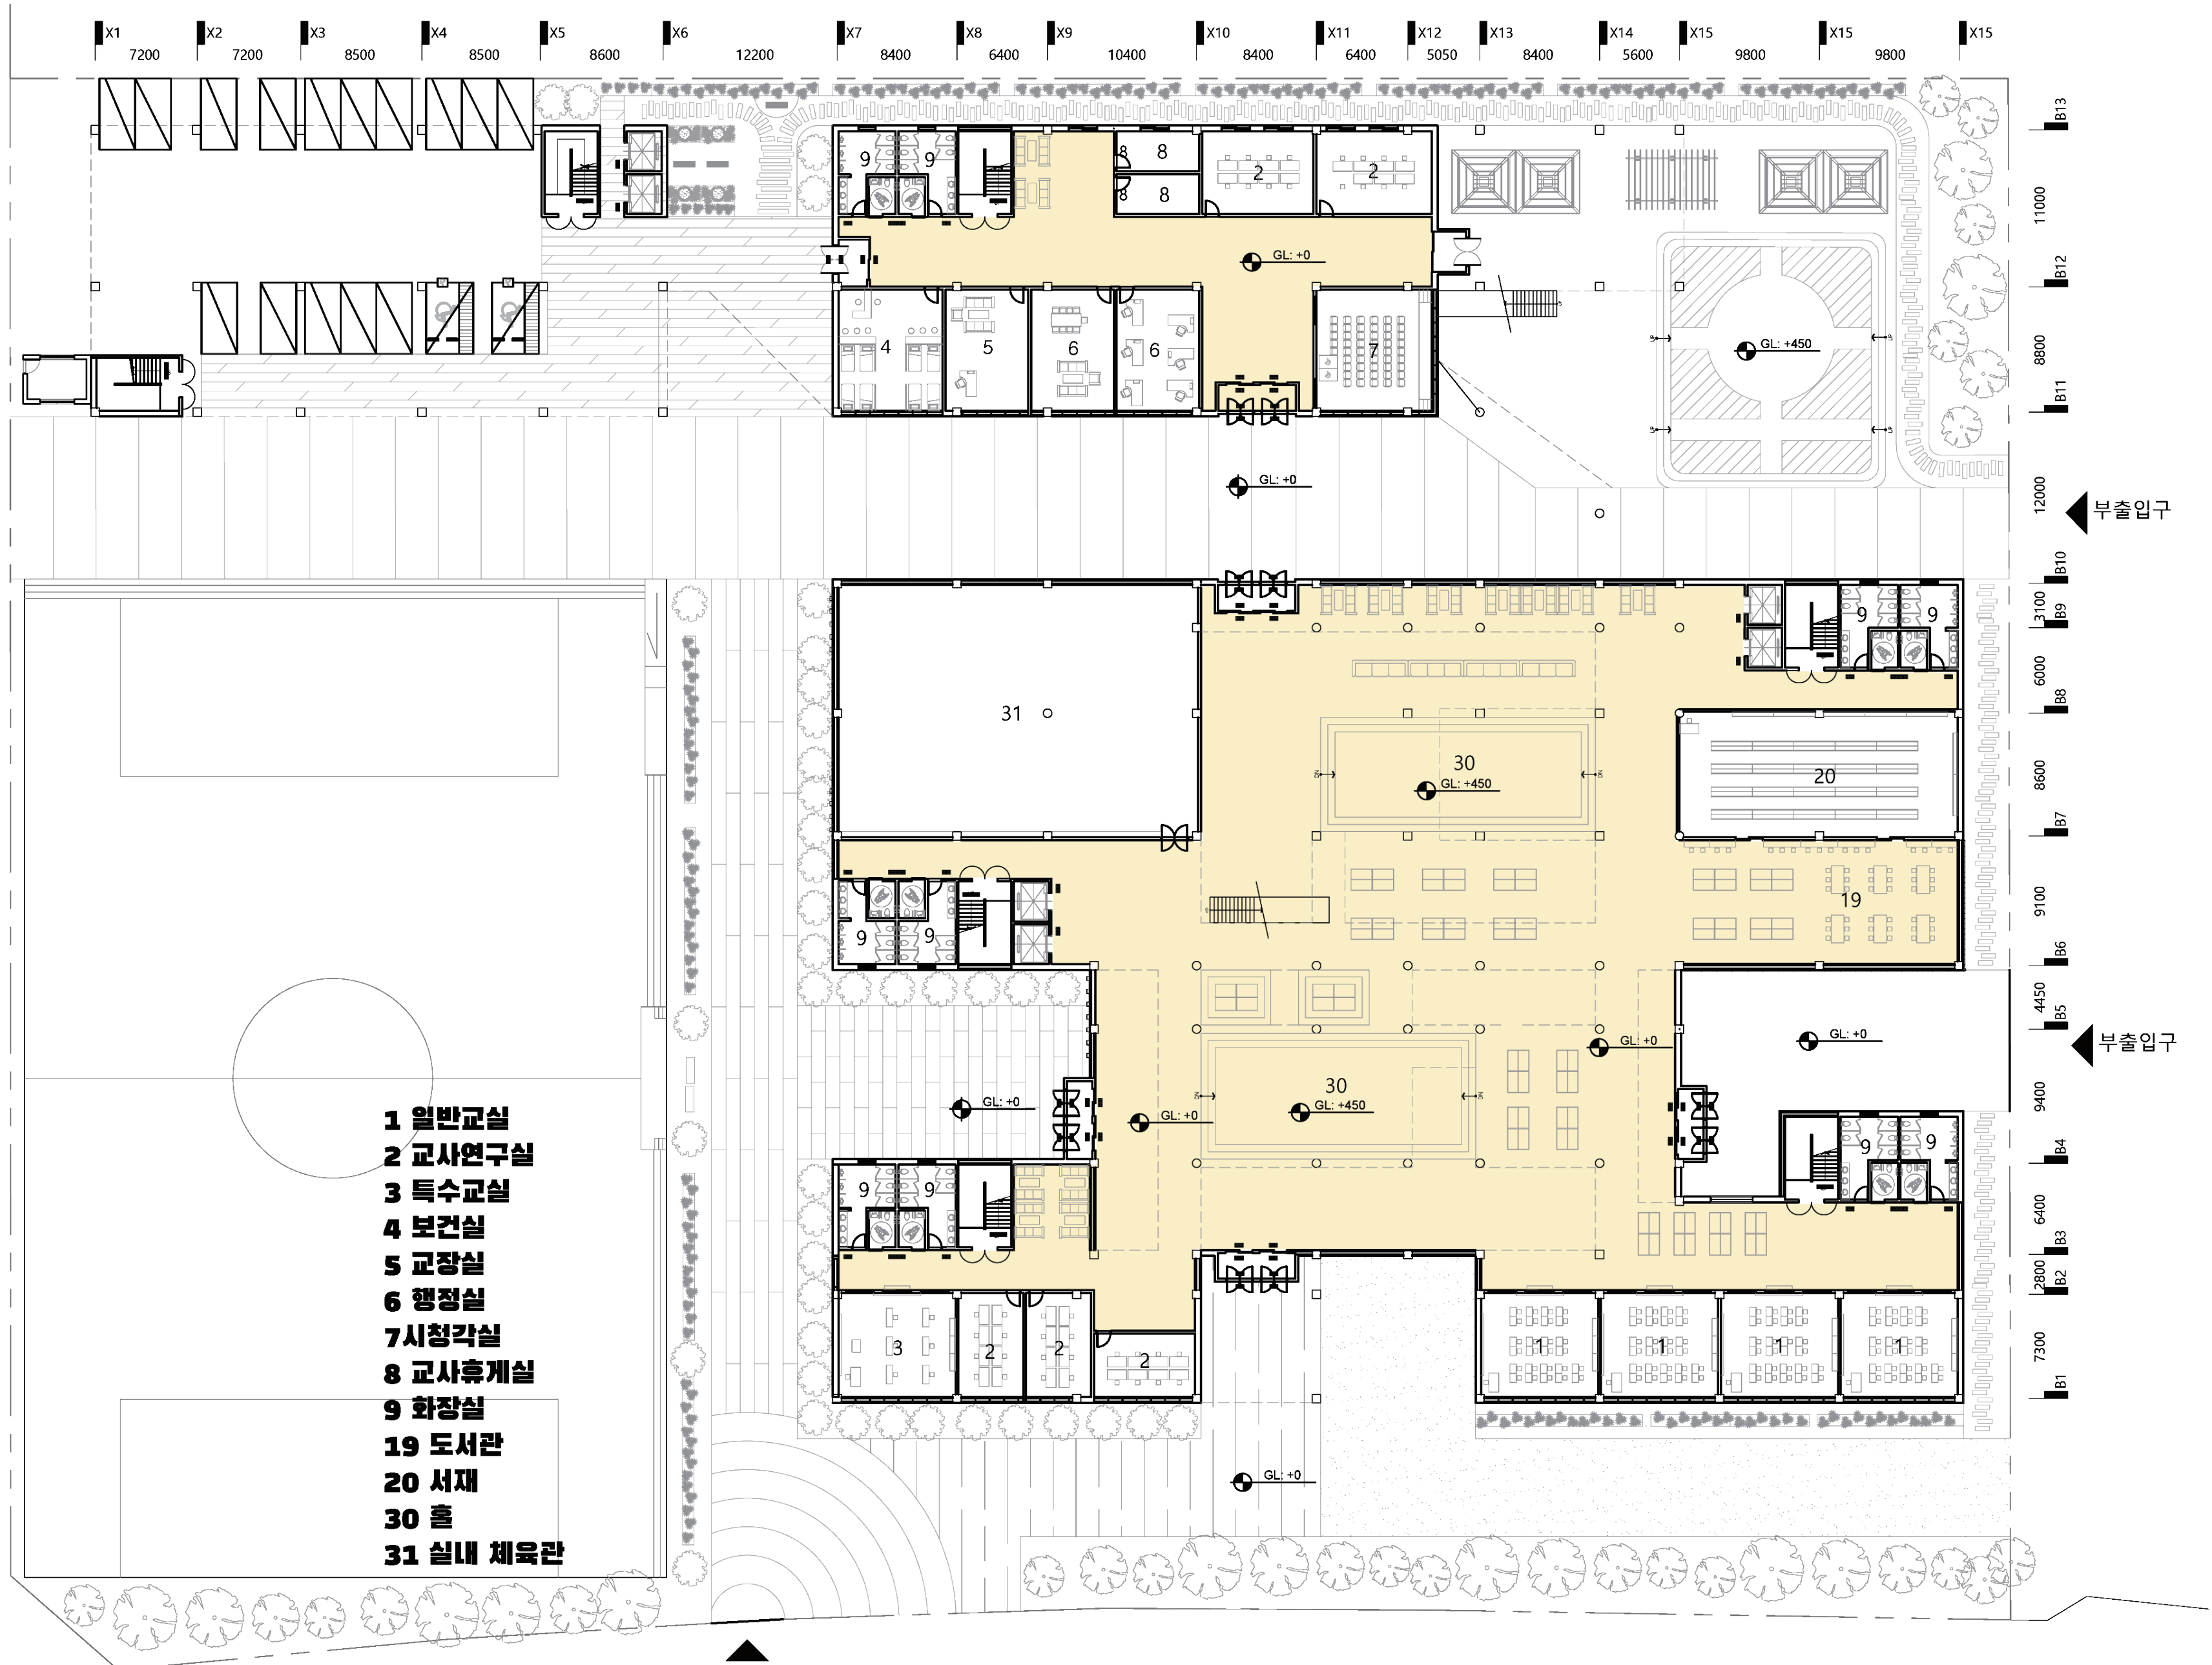 X1 X2 X3 X4 X5 X6 X7 X8 X9 X10 X11 X12 X13 X14 X15 X15 X15
7200 7200 8500 8500 8600 12200 8400 6400 10400 8400 6400 5050 8400 5600 9800 9800
B13
9 9 8 8 2 2
8 8
11000
GL: +0
B12
4 5 6 6 7
GL: +450
8800
B11
GL: +0
12000
부출입구
B10
3100
B9
9 9
6000
B8
31
30
GL: +450
20
8600
B7
19
9100
9 9
B6
4450
B5
GL: +0
GL: +0
부출입구
30
GL: +450
GL: +0
GL: +0
9400
9 9
B4
9 9
6400
B3
2800
B2
3 2 2 2
1 1 1 1
7300
B1
GL: +0
1 일반교실
2 교사연구실
3 특수교실
4 보건실
5 교장실
6 행정실
7시청각실
8 교사휴게실
9 화장실
19 도서관
20 서재
30 홀
31 실내 체육관